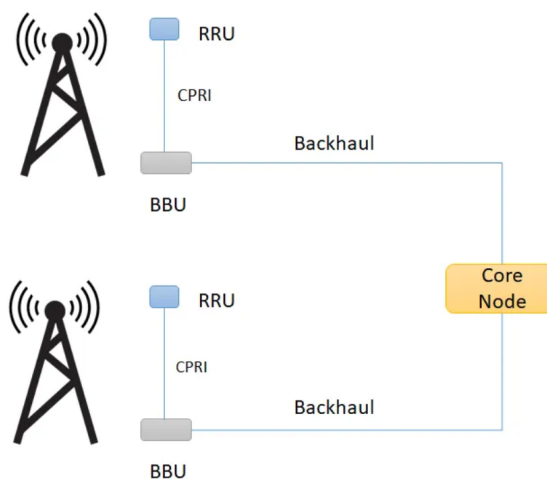 RRU
CPRI
Backhaul
BBU
Core
Node
RRU
CPRI
Backhaul
BBU